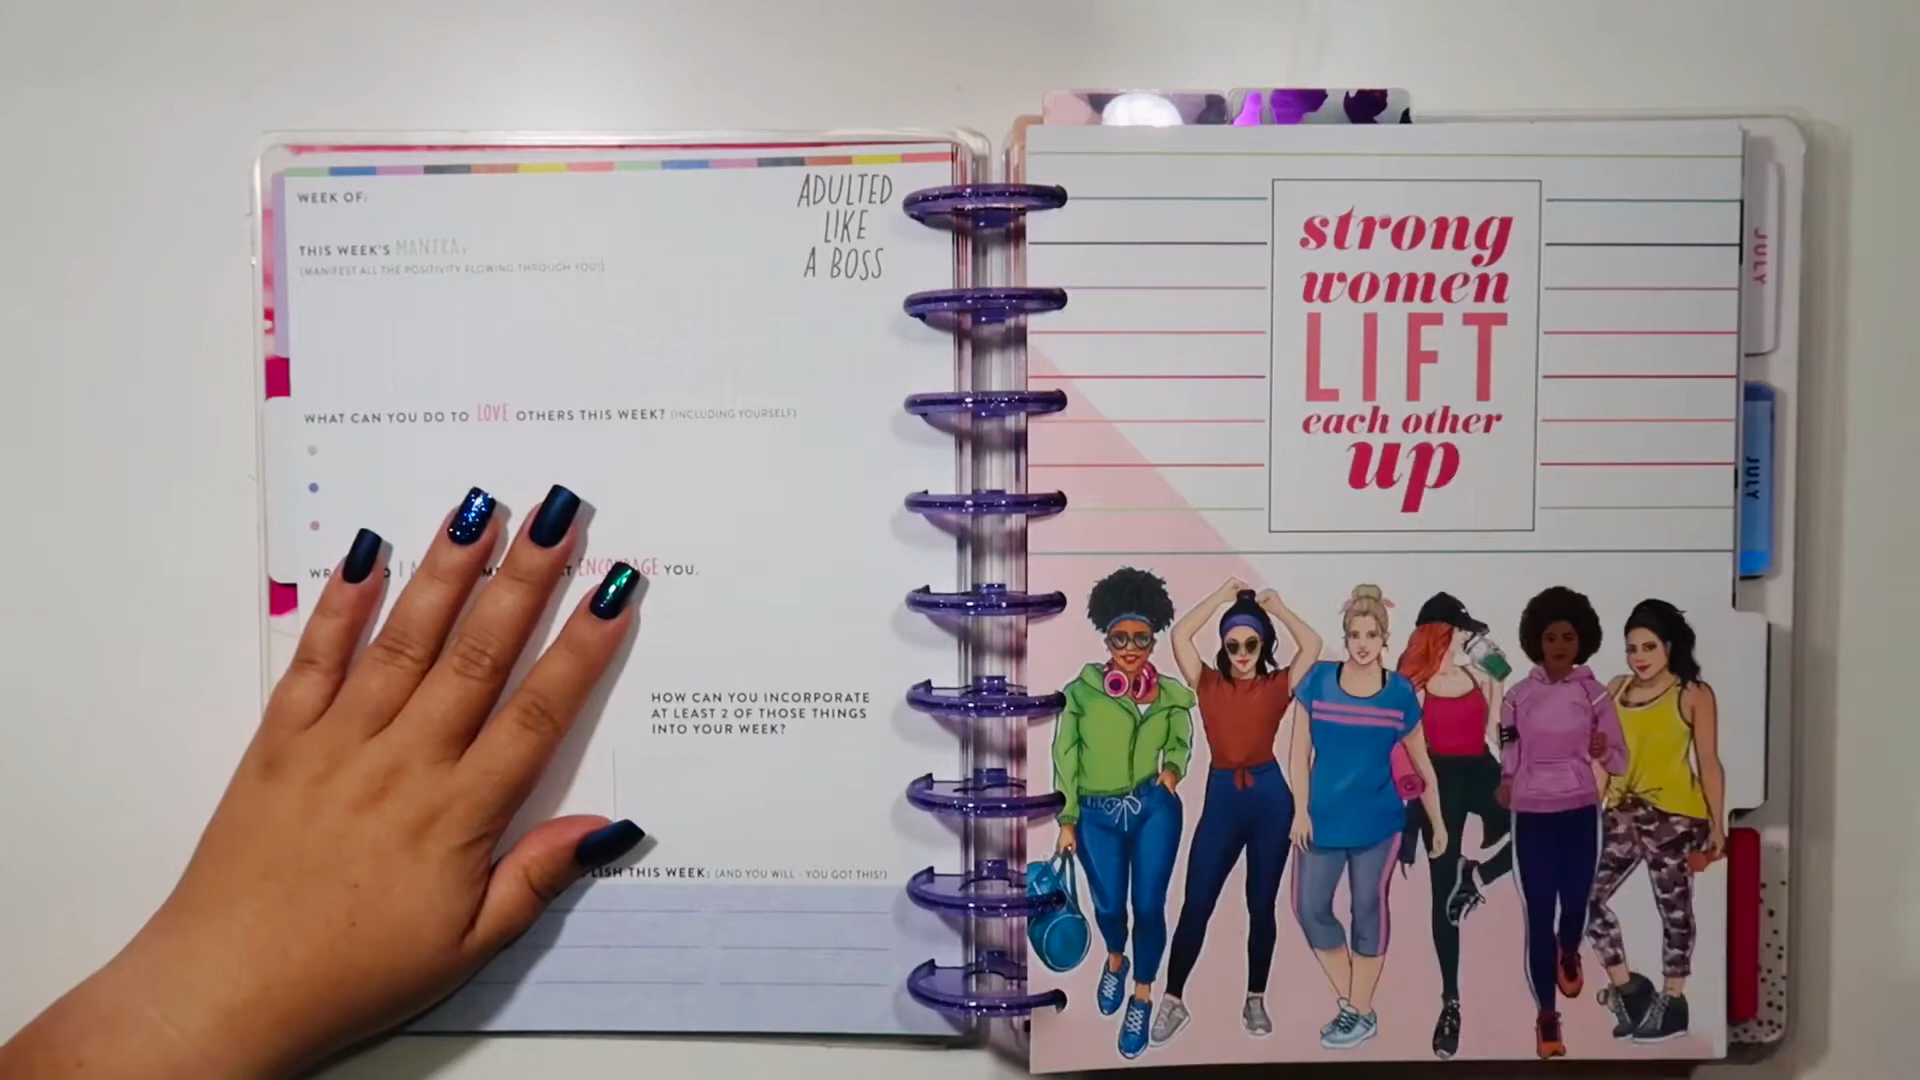 WEEK OF:
ADULTED
LIKE
A BOSS
THIS WEEK'S MANTRA:
(MANIFEST ALL THE POSITIVITY FLOWING THROUGH YOU!)
WHAT CAN YOU DO TO LOVE OTHERS THIS WEEK? (INCLUDING YOURSELF)
ENCOURAGE YOU.
HOW CAN YOU INCORPORATE
AT LEAST 2 OF THOSE THINGS
INTO YOUR WEEK?
THIS WEEK: (AND YOU WILL - YOU GOT THIS!)
strong
women
LIFT
each other
up
JULY
JULY